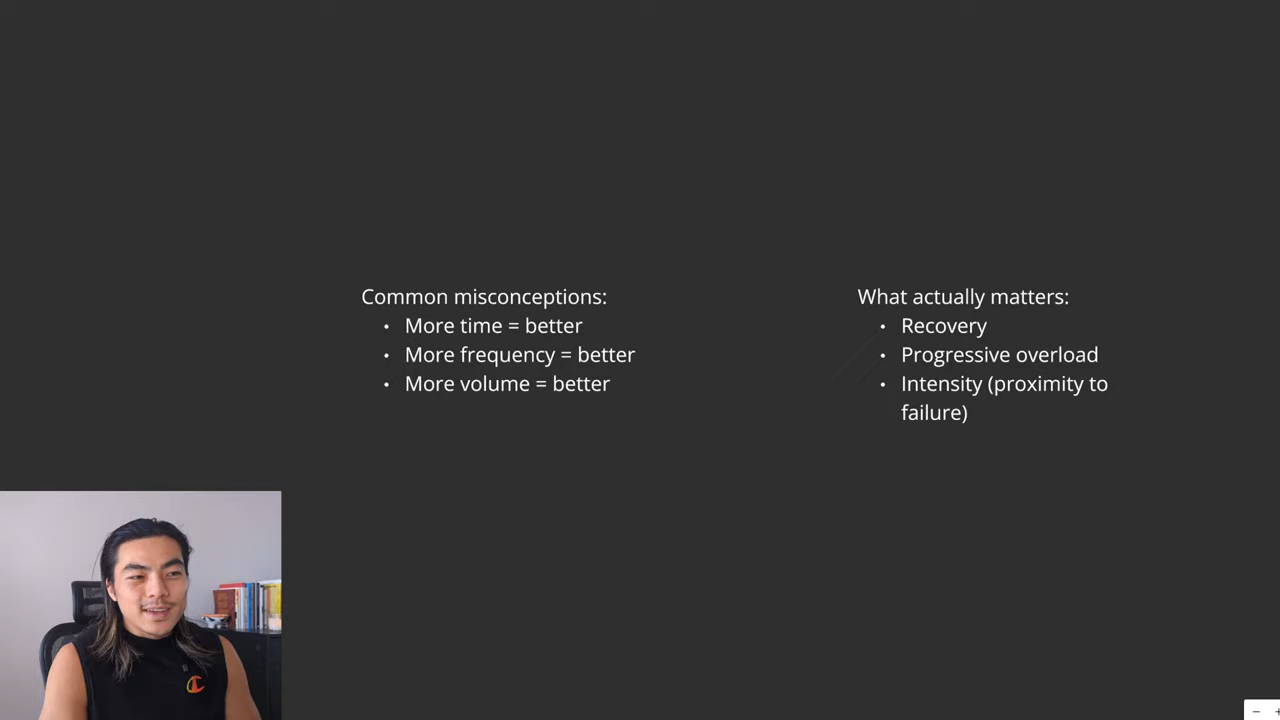 Common misconceptions:
• More time = better
• More frequency = better
• More volume = better
What actually matters:
• Recovery
• Progressive overload
• Intensity (proximity to
failure)